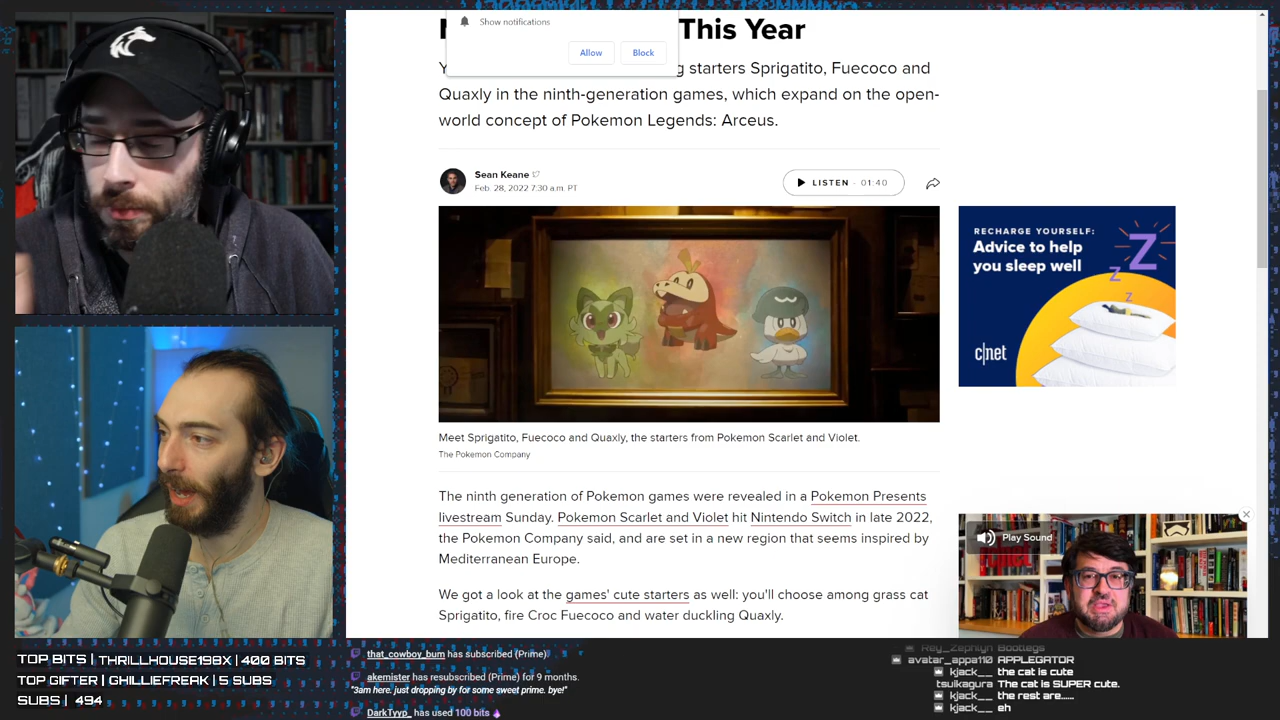 This Year
Show notifications
Allow
Block
g starters Sprigatito, Fuecoco and
Quaxly in the ninth-generation games, which expand on the open-
world concept of Pokemon Legends: Arceus.
Sean Keane
Feb. 28, 2022 7:30 a.m. PT
LISTEN - 01:40
RECHARGE YOURSELF:
Advice to help
you sleep well
Z
Z
Z
c|net
Meet Sprigatito, Fuecoco and Quaxly, the starters from Pokemon Scarlet and Violet.
The Pokemon Company
The ninth generation of Pokemon games were revealed in a Pokemon Presents
livestream Sunday. Pokemon Scarlet and Violet hit Nintendo Switch in late 2022,
the Pokemon Company said, and are set in a new region that seems inspired by
Mediterranean Europe.
We got a look at the games' cute starters as well: you'll choose among grass cat
Sprigatito, fire Croc Fuecoco and water duckling Quaxly.
Play Sound
TOP BITS | THRILLHOUSE198X | 400 BITS
TOP GIFTER | GHILLIEFREAK | 5 SUBS
SUBS | 494
that_cowboy_bum has subscribed (Prime)
akemister has resubscribed (Prime) for 9 months.
"3am here. just dropping by for some sweet prime. bye!"
DarkTyyp_ has used 100 bits
Ray_Zephyn Bootlegs
avatar_appa110 APPLEGATOR
kjack__ the cat is cute
tsuikagura The cat is SUPER cute.
kjack__ the rest are.....
kjack__ eh